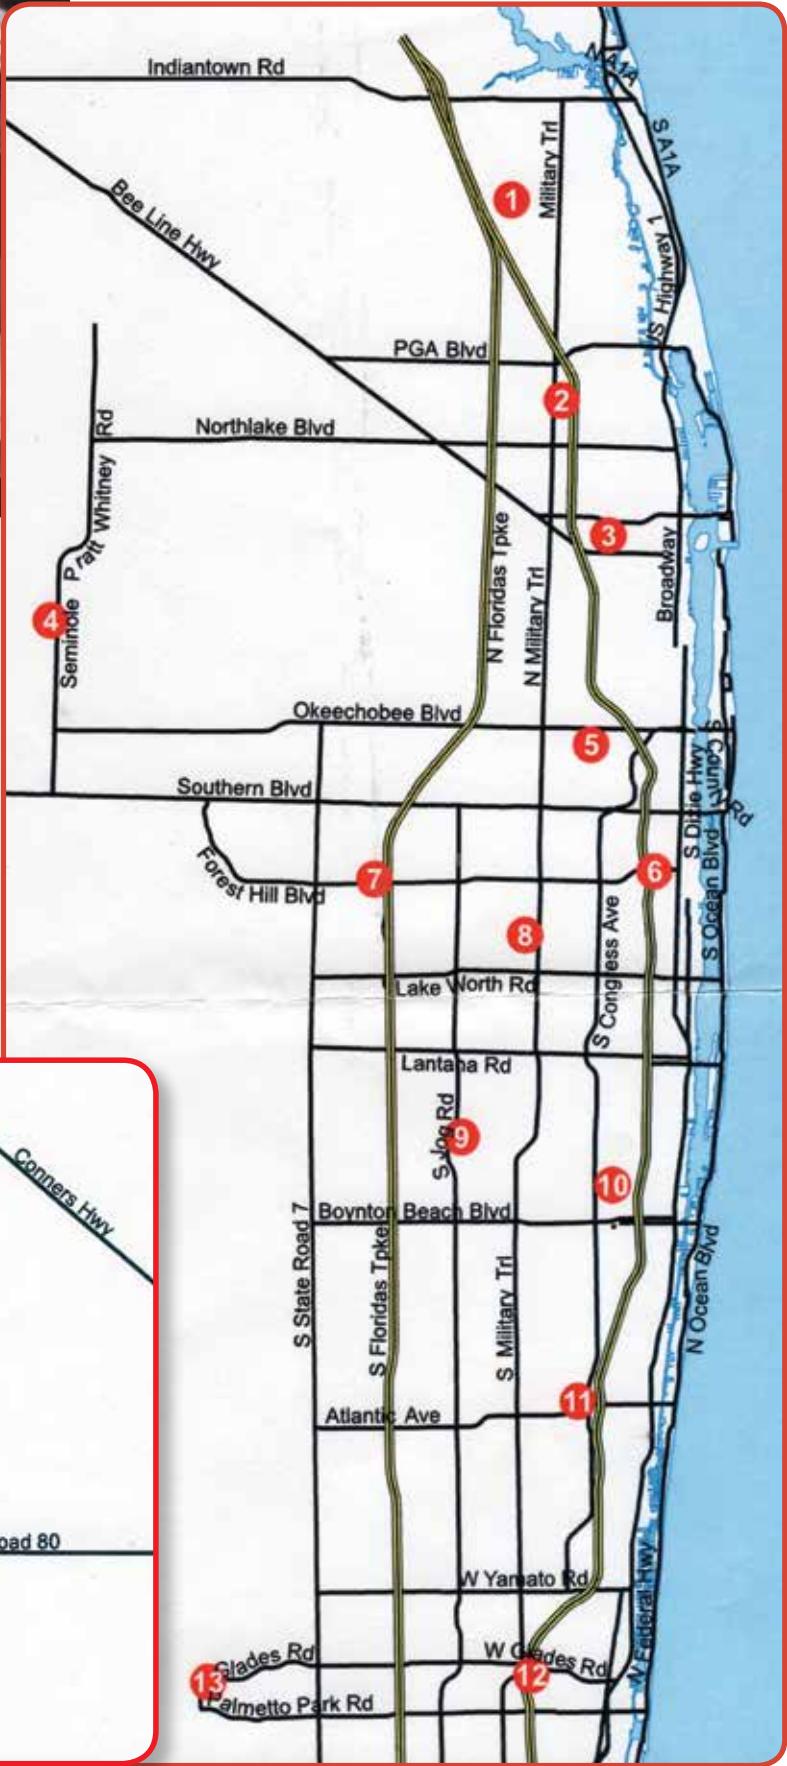 Indiantown Rd
N A1A
S A1A
Military Trl
1
Bee Line Hwy
S Highway 1
PGA Blvd
2
Northlake Blvd
Seminole Pratt Whitney Rd
3
N Floridas Tpke
N Military Trl
Broadway
4
Okeechobee Blvd
5
S County Rd
S Dixie Hwy
Southern Blvd
Forest Hill Blvd
7
6
S Ocean Blvd
8
S Congress Ave
Lake Worth Rd
Lantana Rd
S Jog Rd
9
10
Conners Hwy
Boynton Beach Blvd
S State Road 7
S Floridas Tpke
S Military Trl
N Ocean Blvd
11
Atlantic Ave
oad 80
W Yamato Rd
N Federal Hwy
Glades Rd
W Glades Rd
13
12
Palmetto Park Rd